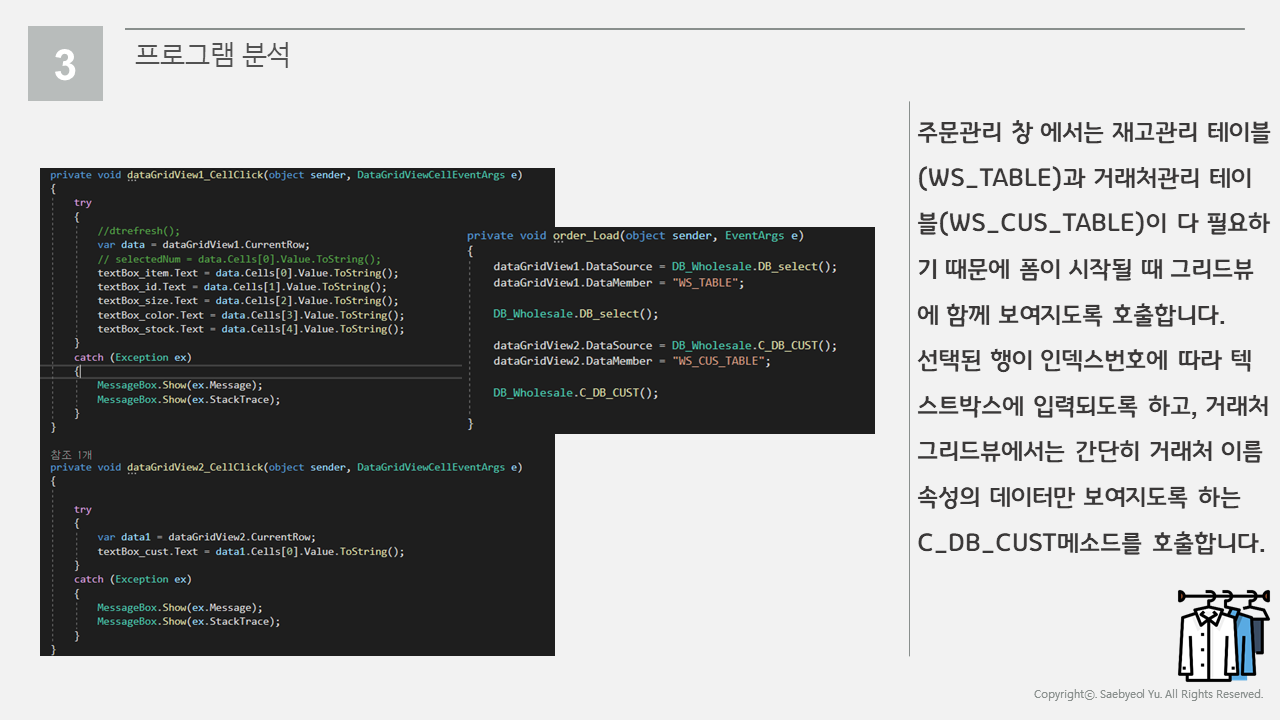 3
프로그램 분석
private void dataGridView1_CellClick(object sender, DataGridViewCellEventArgs e)
{
try
{
//dtrefresh();
var data = dataGridView1.CurrentRow;
// selectedNum = data.Cells[0].Value.ToString();
textBox_item.Text = data.Cells[0].Value.ToString();
textBox_id.Text = data.Cells[1].Value.ToString();
textBox_size.Text = data.Cells[2].Value.ToString();
textBox_color.Text = data.Cells[3].Value.ToString();
textBox_stock.Text = data.Cells[4].Value.ToString();
}
catch (Exception ex)
{
MessageBox.Show(ex.Message);
MessageBox.Show(ex.StackTrace);
}
}
참조 1개
private void dataGridView2_CellClick(object sender, DataGridViewCellEventArgs e)
{
try
{
var data1 = dataGridView2.CurrentRow;
textBox_cust.Text = data1.Cells[0].Value.ToString();
}
catch (Exception ex)
{
MessageBox.Show(ex.Message);
MessageBox.Show(ex.StackTrace);
}
}
private void order_Load(object sender, EventArgs e)
{
dataGridView1.DataSource = DB_Wholesale.DB_select();
dataGridView1.DataMember = "WS_TABLE";
DB_Wholesale.DB_select();
dataGridView2.DataSource = DB_Wholesale.C_DB_CUST();
dataGridView2.DataMember = "WS_CUS_TABLE";
DB_Wholesale.C_DB_CUST();
}
주문관리 창 에서는 재고관리 테이블
(WS_TABLE)과 거래처관리 테이
블(WS_CUS_TABLE)이 다 필요하
기 때문에 폼이 시작될 때 그리드뷰
에 함께 보여지도록 호출합니다.
선택된 행이 인덱스번호에 따라 텍
스트박스에 입력되도록 하고, 거래처
그리드뷰에서는 간단히 거래처 이름
속성의 데이터만 보여지도록 하는
C_DB_CUST메소드를 호출합니다.
Copyrightⓒ. Saebyeol Yu. All Rights Reserved.